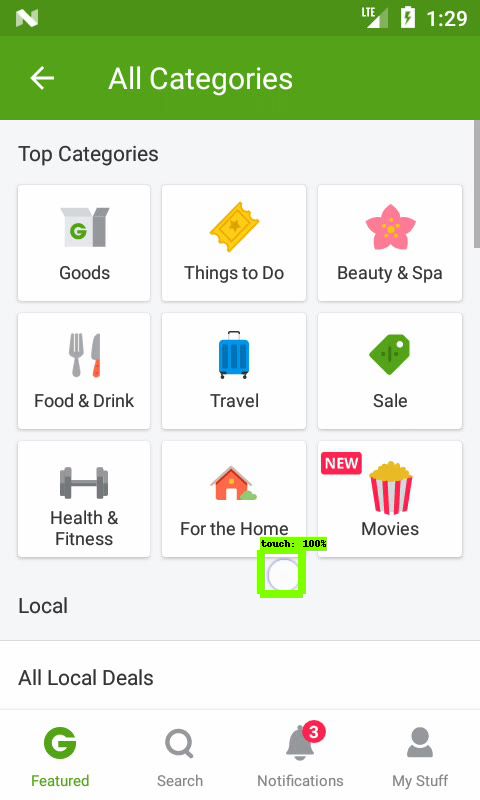 LTE 1:29
All Categories
Top Categories
G
Goods
Things to Do
Beauty & Spa
Food & Drink
Travel
Sale
NEW
Health &
Fitness
For the Home
Movies
touch: 100%
Local
All Local Deals
G
3
Featured
Search
Notifications
My Stuff